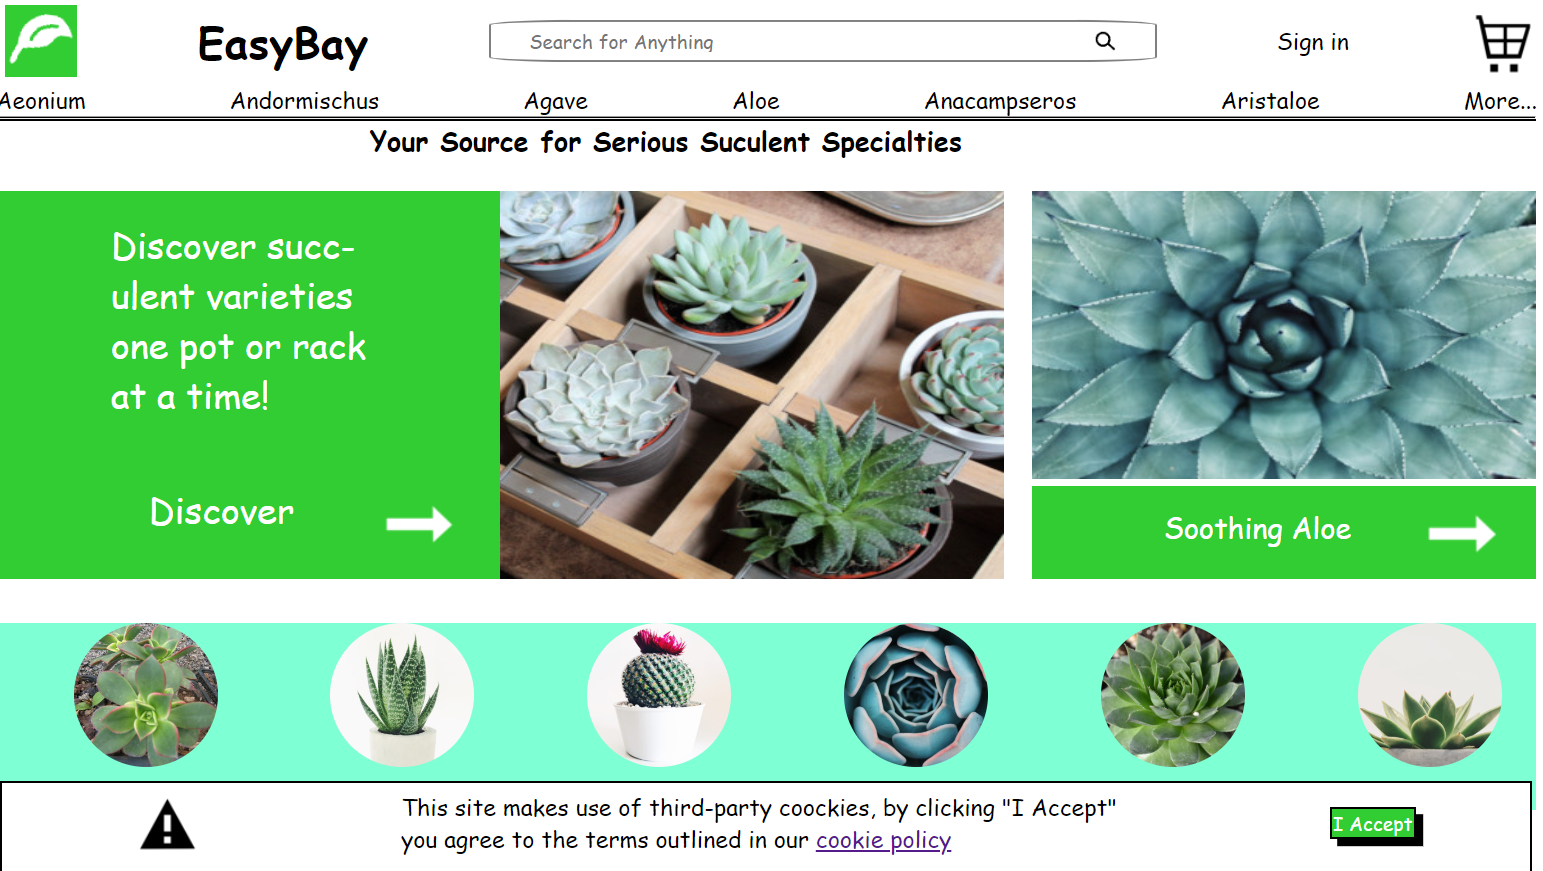 EasyBay
Search for Anything
Sign in
Aeonium
Andormischus
Agave
Aloe
Anacampseros
Aristaloe
More...
Your Source for Serious Suculent Specialties
Discover succ-
ulent varieties
one pot or rack
at a time!
Discover
Soothing Aloe
This site makes use of third-party coockies, by clicking "I Accept"
you agree to the terms outlined in our cookie policy
I Accept